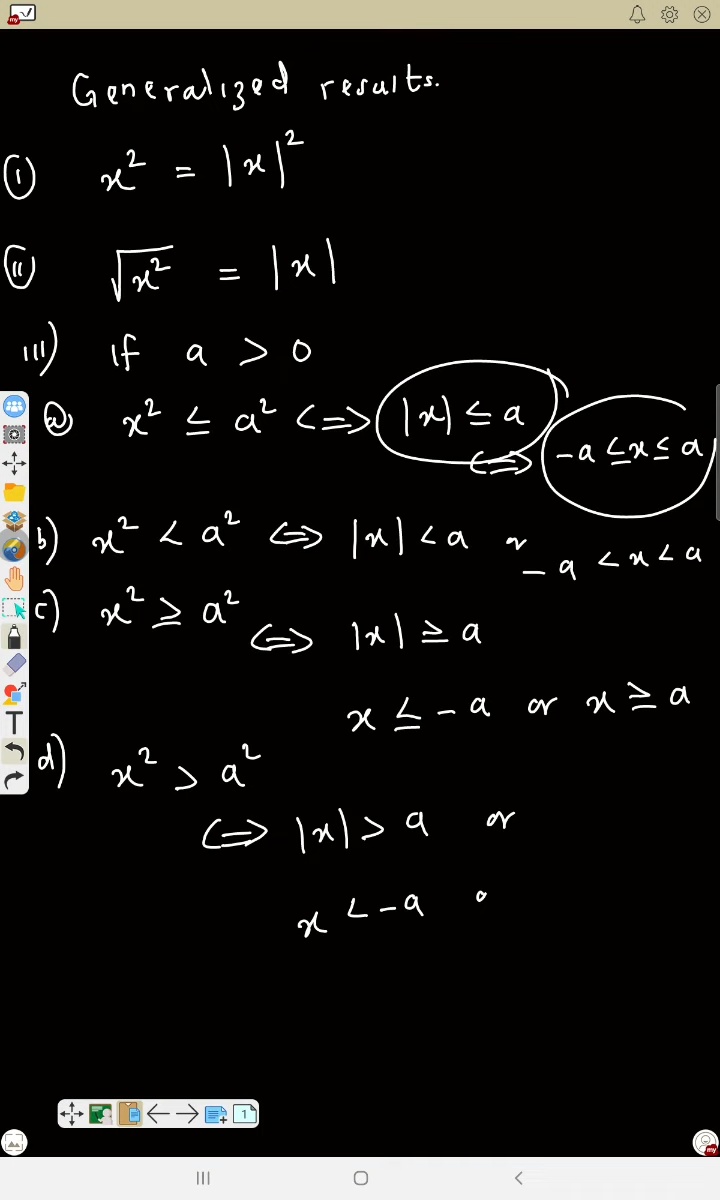 Generalized results.
(i) x² = |x|²
(ii) √x² = |x|
iii) If a > 0
(a) x² ≤ a² <=> |x| ≤ a
<=> -a ≤ x ≤ a
b) x² < a² <=> |x| < a or
-a < x < a
c) x² ≥ a²
<=> |x| ≥ a
x ≤ -a or x ≥ a
d) x² > a²
<=> |x| > a or
x < -a o
T
1